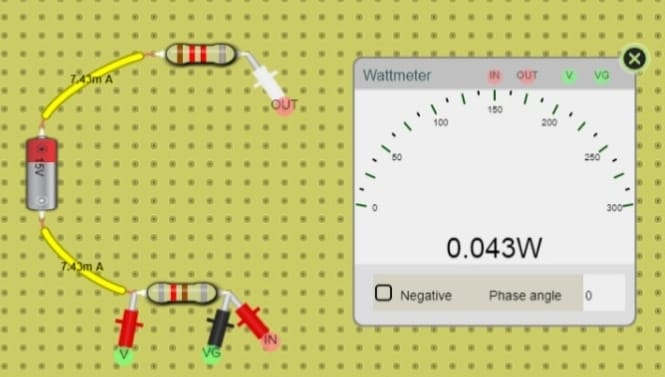 7.43m A
OUT
15V
7.43m A
V
VG
IN
Wattmeter IN OUT V VG
0
50
100
150
200
250
300
0.043W
Negative Phase angle 0